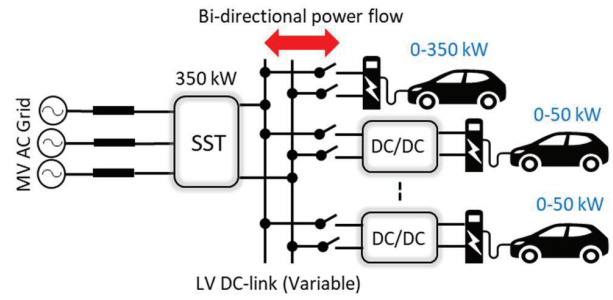 Bi-directional power flow
0-350 kW
350 kW
MV AC Grid
SST
0-50 kW
DC/DC
0-50 kW
DC/DC
LV DC-link (Variable)